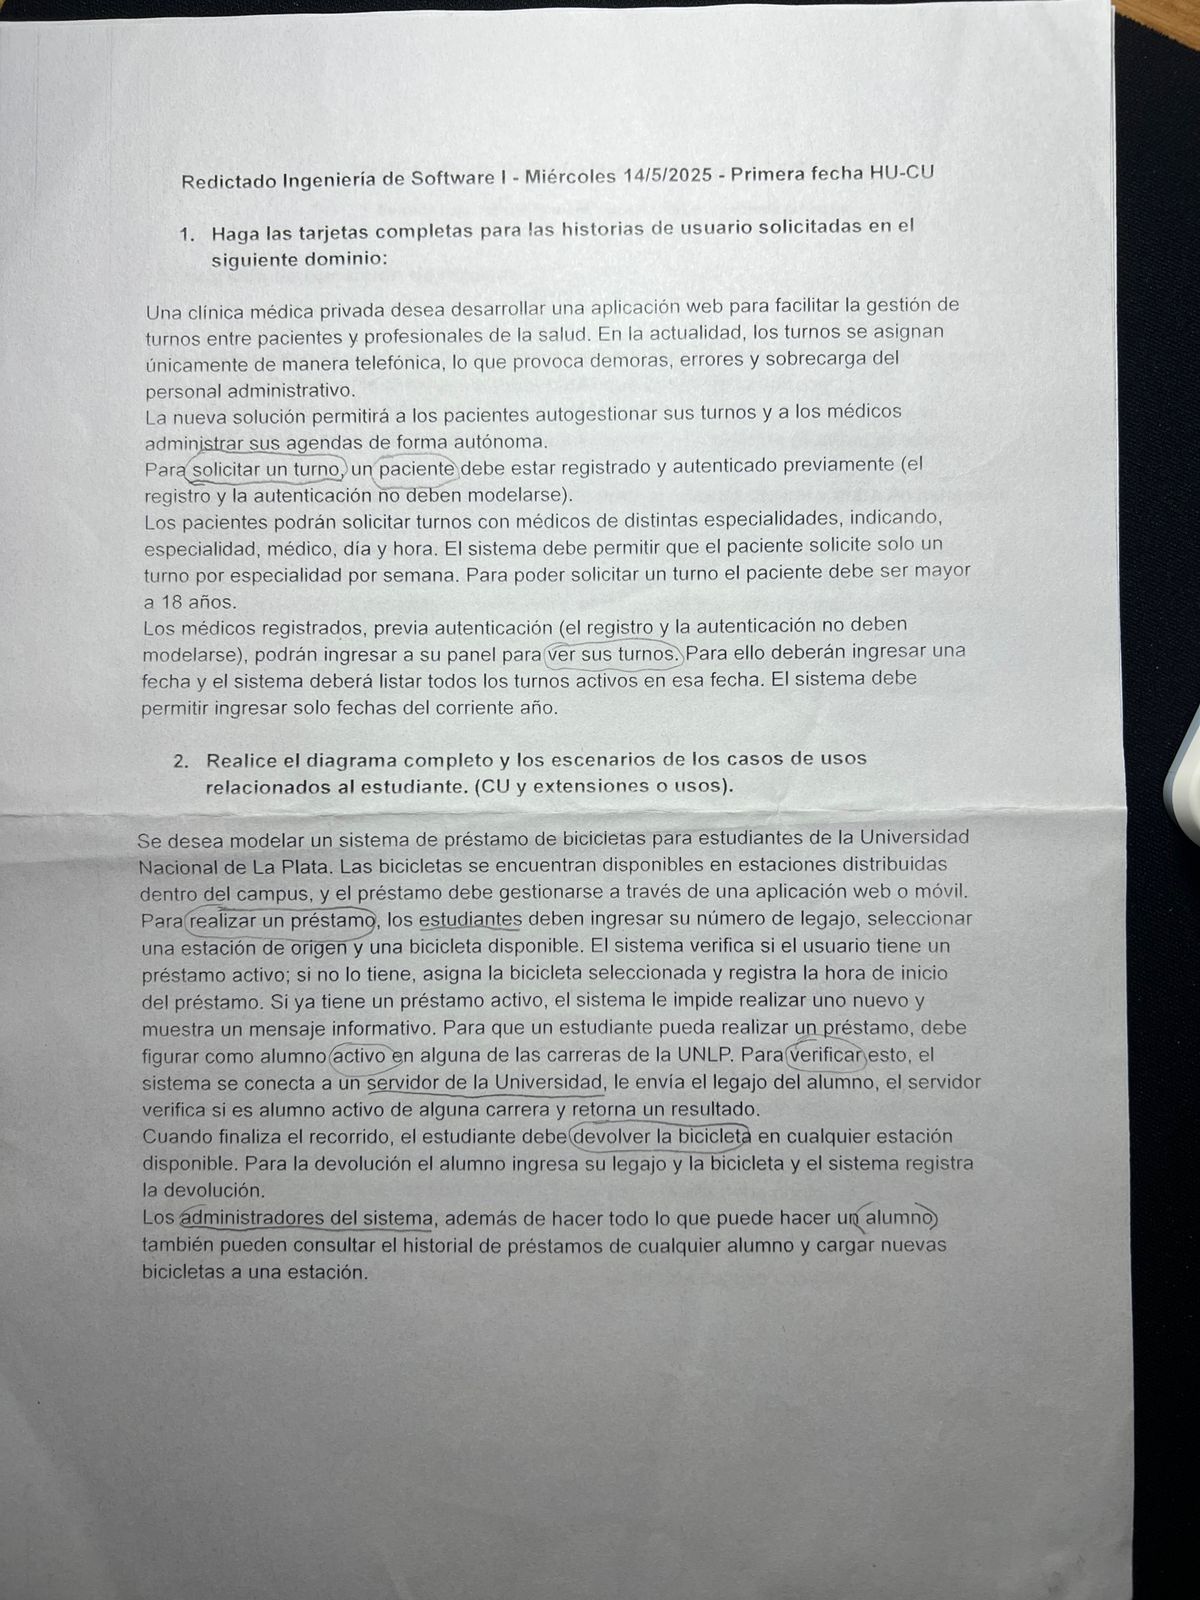 Redictado Ingeniería de Software I - Miércoles 14/5/2025 - Primera fecha HU-CU
1. Haga las tarjetas completas para las historias de usuario solicitadas en el
siguiente dominio:
Una clínica médica privada desea desarrollar una aplicación web para facilitar la gestión de
turnos entre pacientes y profesionales de la salud. En la actualidad, los turnos se asignan
únicamente de manera telefónica, lo que provoca demoras, errores y sobrecarga del
personal administrativo.
La nueva solución permitirá a los pacientes autogestionar sus turnos y a los médicos
administrar sus agendas de forma autónoma.
Para solicitar un turno, un paciente debe estar registrado y autenticado previamente (el
registro y la autenticación no deben modelarse).
Los pacientes podrán solicitar turnos con médicos de distintas especialidades, indicando,
especialidad, médico, día y hora. El sistema debe permitir que el paciente solicite solo un
turno por especialidad por semana. Para poder solicitar un turno el paciente debe ser mayor
a 18 años.
Los médicos registrados, previa autenticación (el registro y la autenticación no deben
modelarse), podrán ingresar a su panel para ver sus turnos. Para ello deberán ingresar una
fecha y el sistema deberá listar todos los turnos activos en esa fecha. El sistema debe
permitir ingresar solo fechas del corriente año.
2. Realice el diagrama completo y los escenarios de los casos de usos
relacionados al estudiante. (CU y extensiones o usos).
Se desea modelar un sistema de préstamo de bicicletas para estudiantes de la Universidad
Nacional de La Plata. Las bicicletas se encuentran disponibles en estaciones distribuidas
dentro del campus, y el préstamo debe gestionarse a través de una aplicación web o móvil.
Para realizar un préstamo, los estudiantes deben ingresar su número de legajo, seleccionar
una estación de origen y una bicicleta disponible. El sistema verifica si el usuario tiene un
préstamo activo; si no lo tiene, asigna la bicicleta seleccionada y registra la hora de inicio
del préstamo. Si ya tiene un préstamo activo, el sistema le impide realizar uno nuevo y
muestra un mensaje informativo. Para que un estudiante pueda realizar un préstamo, debe
figurar como alumno activo en alguna de las carreras de la UNLP. Para verificar esto, el
sistema se conecta a un servidor de la Universidad, le envía el legajo del alumno, el servidor
verifica si es alumno activo de alguna carrera y retorna un resultado.
Cuando finaliza el recorrido, el estudiante debe devolver la bicicleta en cualquier estación
disponible. Para la devolución el alumno ingresa su legajo y la bicicleta y el sistema registra
la devolución.
Los administradores del sistema, además de hacer todo lo que puede hacer un alumno
también pueden consultar el historial de préstamos de cualquier alumno y cargar nuevas
bicicletas a una estación.